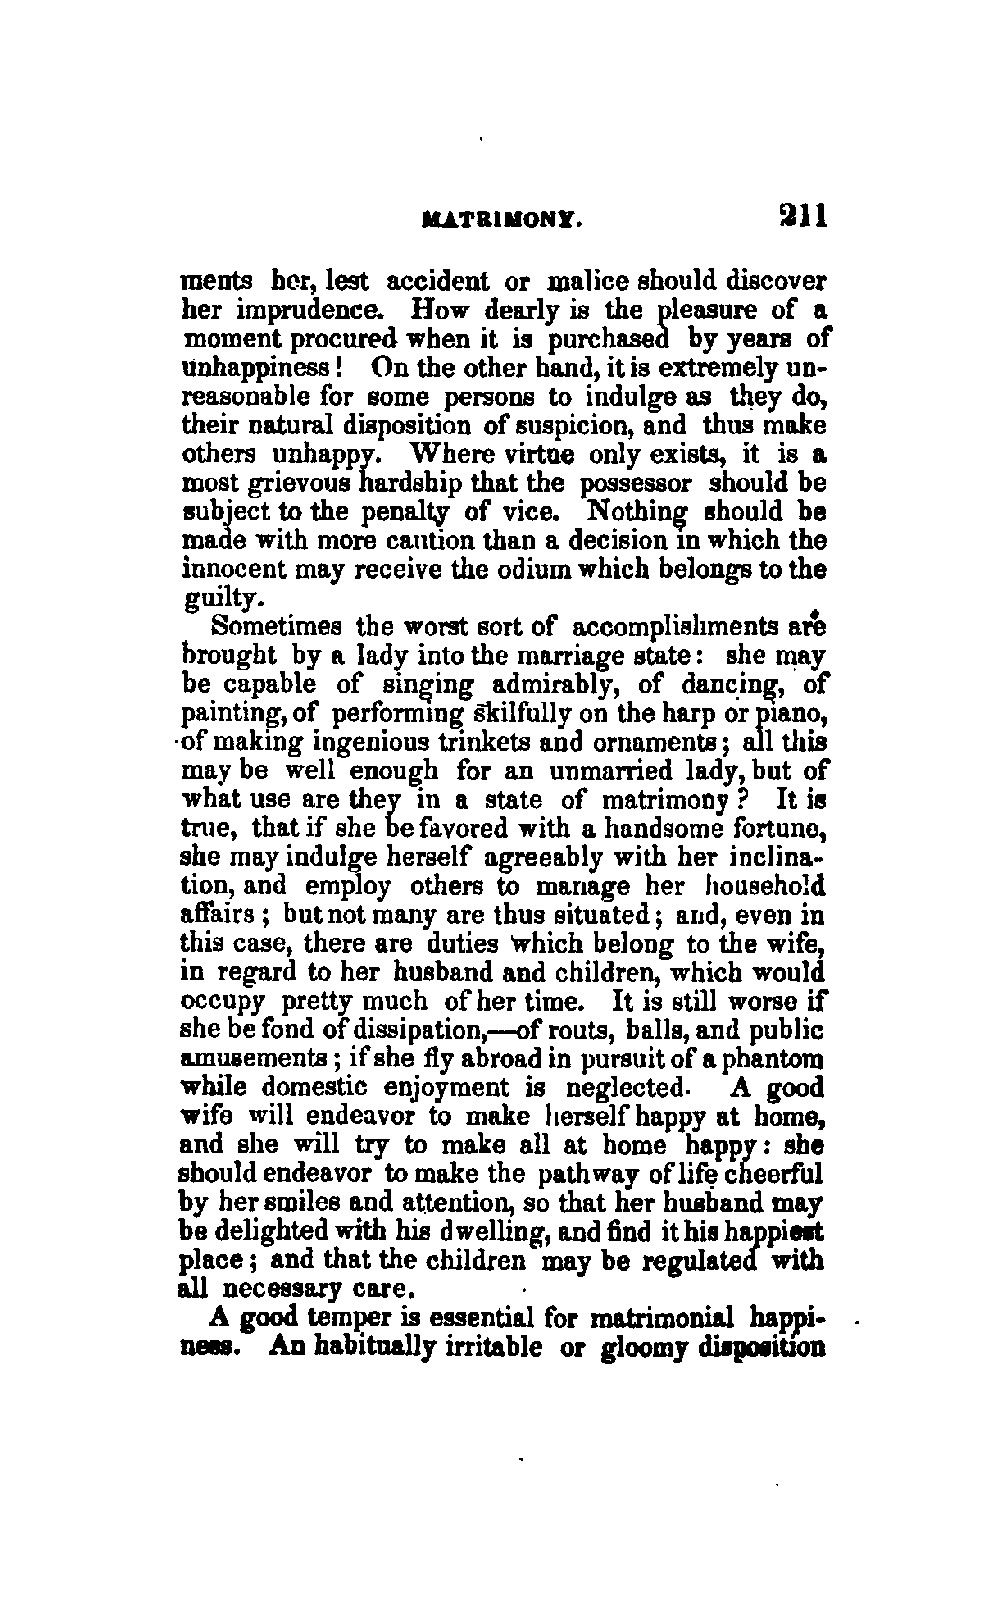 MATRIMONY. 211
ments her, lest accident or malice should discover
her imprudence. How dearly is the pleasure of a
moment procured when it is purchased by years of
unhappiness! On the other hand, it is extremely un-
reasonable for some persons to indulge as they do,
their natural disposition of suspicion, and thus make
others unhappy. Where virtue only exists, it is a
most grievous hardship that the possessor should be
subject to the penalty of vice. Nothing should be
made with more caution than a decision in which the
innocent may receive the odium which belongs to the
guilty.
Sometimes the worst sort of accomplishments are
brought by a lady into the marriage state: she may
be capable of singing admirably, of dancing, of
painting, of performing skilfully on the harp or piano,
of making ingenious trinkets and ornaments; all this
may be well enough for an unmarried lady, but of
what use are they in a state of matrimony? It is
true, that if she be favored with a handsome fortune,
she may indulge herself agreeably with her inclina-
tion, and employ others to manage her household
affairs; but not many are thus situated; and, even in
this case, there are duties which belong to the wife,
in regard to her husband and children, which would
occupy pretty much of her time. It is still worse if
she be fond of dissipation,—of routs, balls, and public
amusements; if she fly abroad in pursuit of a phantom
while domestic enjoyment is neglected. A good
wife will endeavor to make herself happy at home,
and she will try to make all at home happy: she
should endeavor to make the pathway of life cheerful
by her smiles and attention, so that her husband may
be delighted with his dwelling, and find it his happiest
place; and that the children may be regulated with
all necessary care.
A good temper is essential for matrimonial happi-
ness. An habitually irritable or gloomy disposition